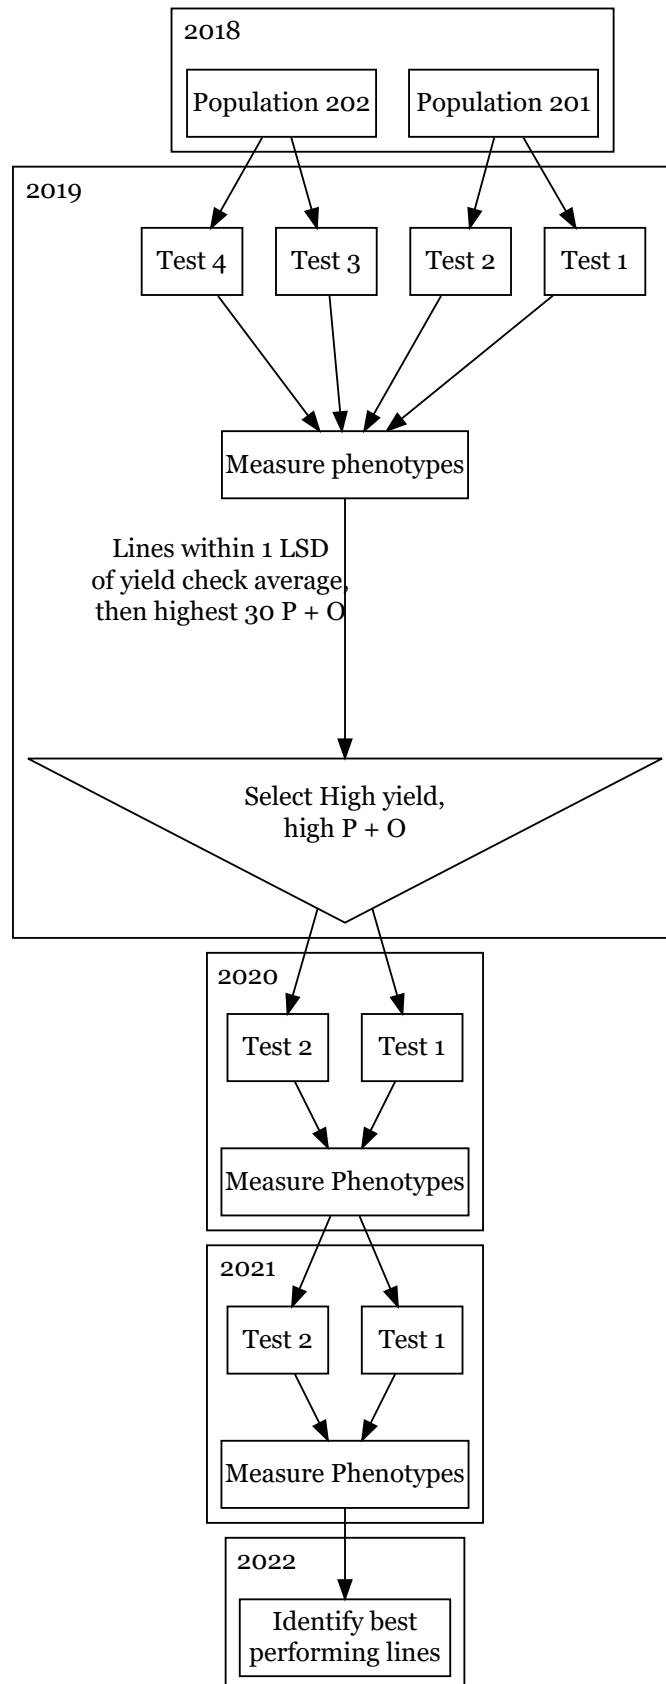 2018
Population 202
Population 201
2019
Test 4
Test 3
Test 2
Test 1
Measure phenotypes
Lines within 1 LSD
of yield check average,
then highest 30 P + O
Select High yield,
high P + O
2020
Test 2
Test 1
Measure Phenotypes
2021
Test 2
Test 1
Measure Phenotypes
2022
Identify best
performing lines